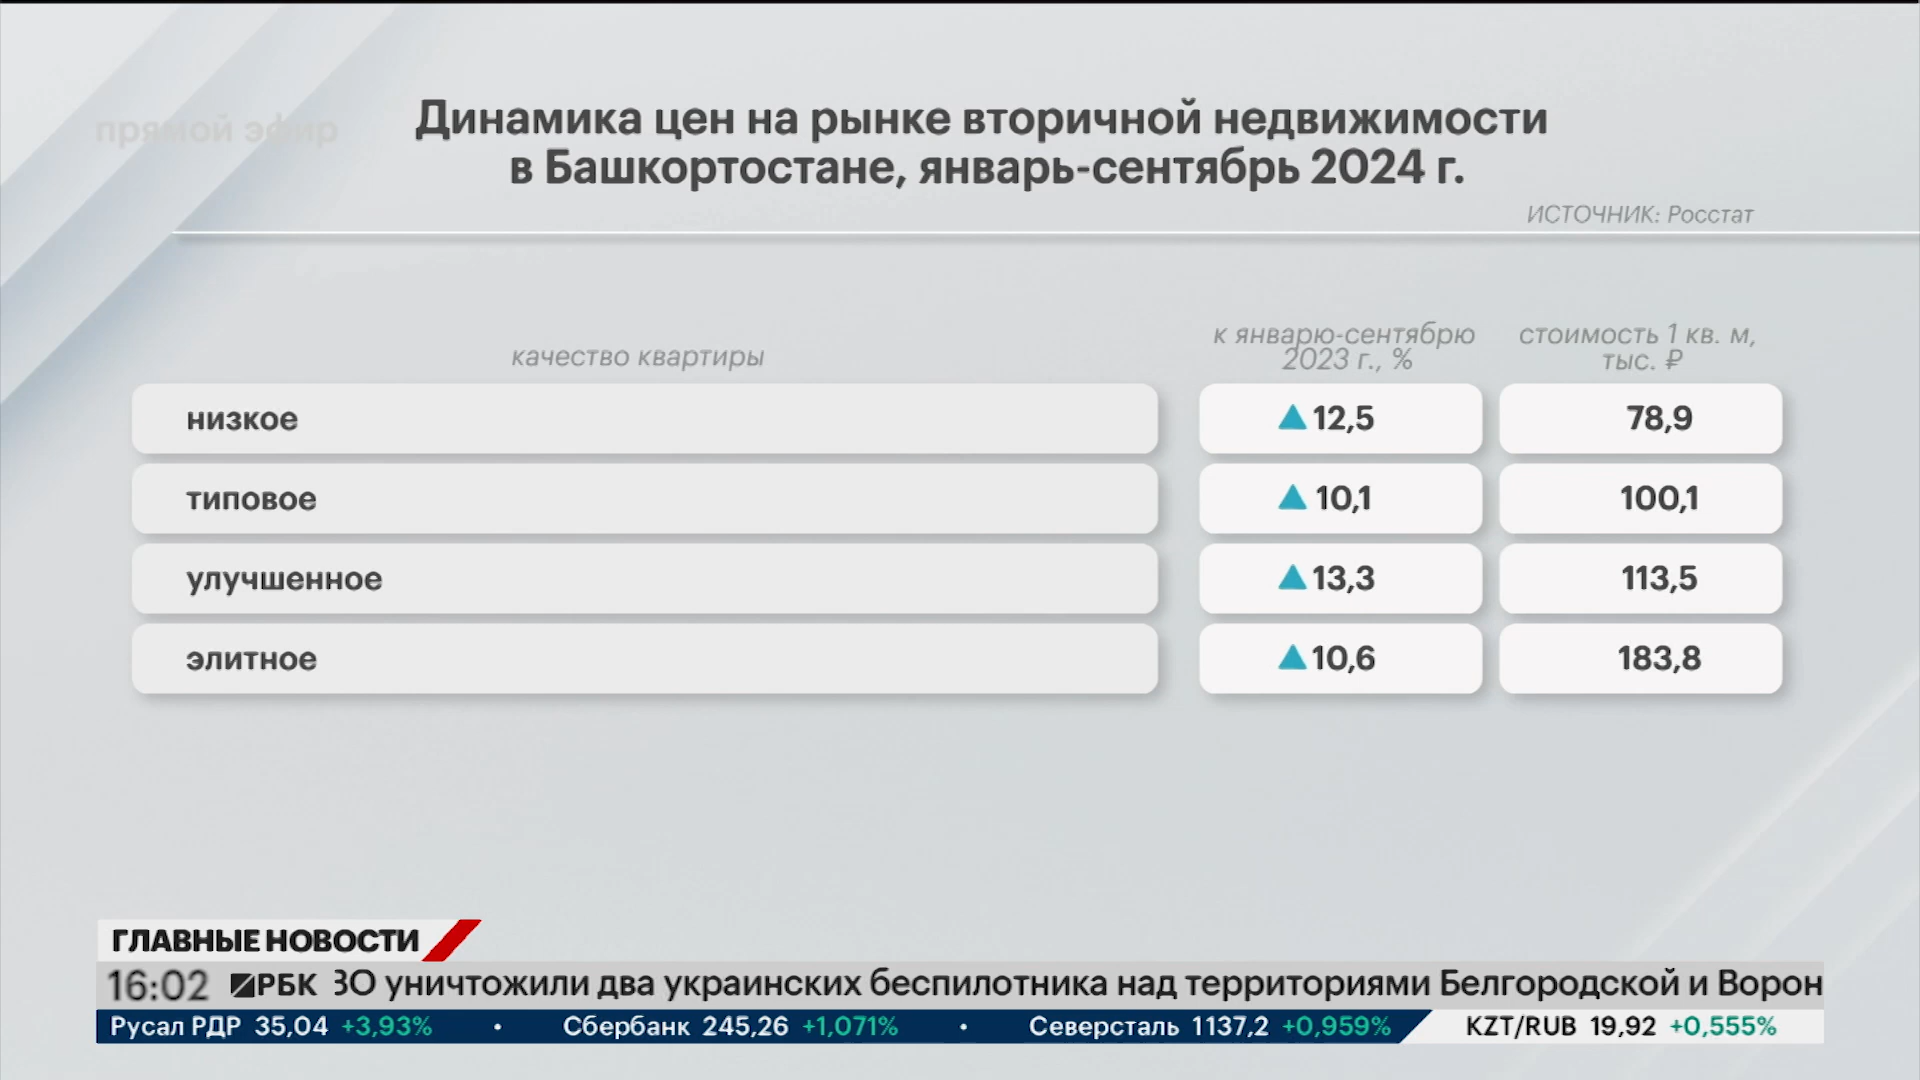 прямой эфир
Динамика цен на рынке вторичной недвижимости
в Башкортостане, январь-сентябрь 2024 г.
ИСТОЧНИК: Росстат
качество квартиры
к январю-сентябрю
2023 г., %
стоимость 1 кв. м,
тыс. ₽
низкое ▲ 12,5 78,9
типовое ▲ 10,1 100,1
улучшенное ▲ 13,3 113,5
элитное ▲ 10,6 183,8
ГЛАВНЫЕ НОВОСТИ
16:02 РБК ВО уничтожили два украинских беспилотника над территориями Белгородской и Ворон
Русал РДР 35,04 +3,93% • Сбербанк 245,26 +1,071% • Северсталь 1137,2 +0,959% KZT/RUB 19,92 +0,555%